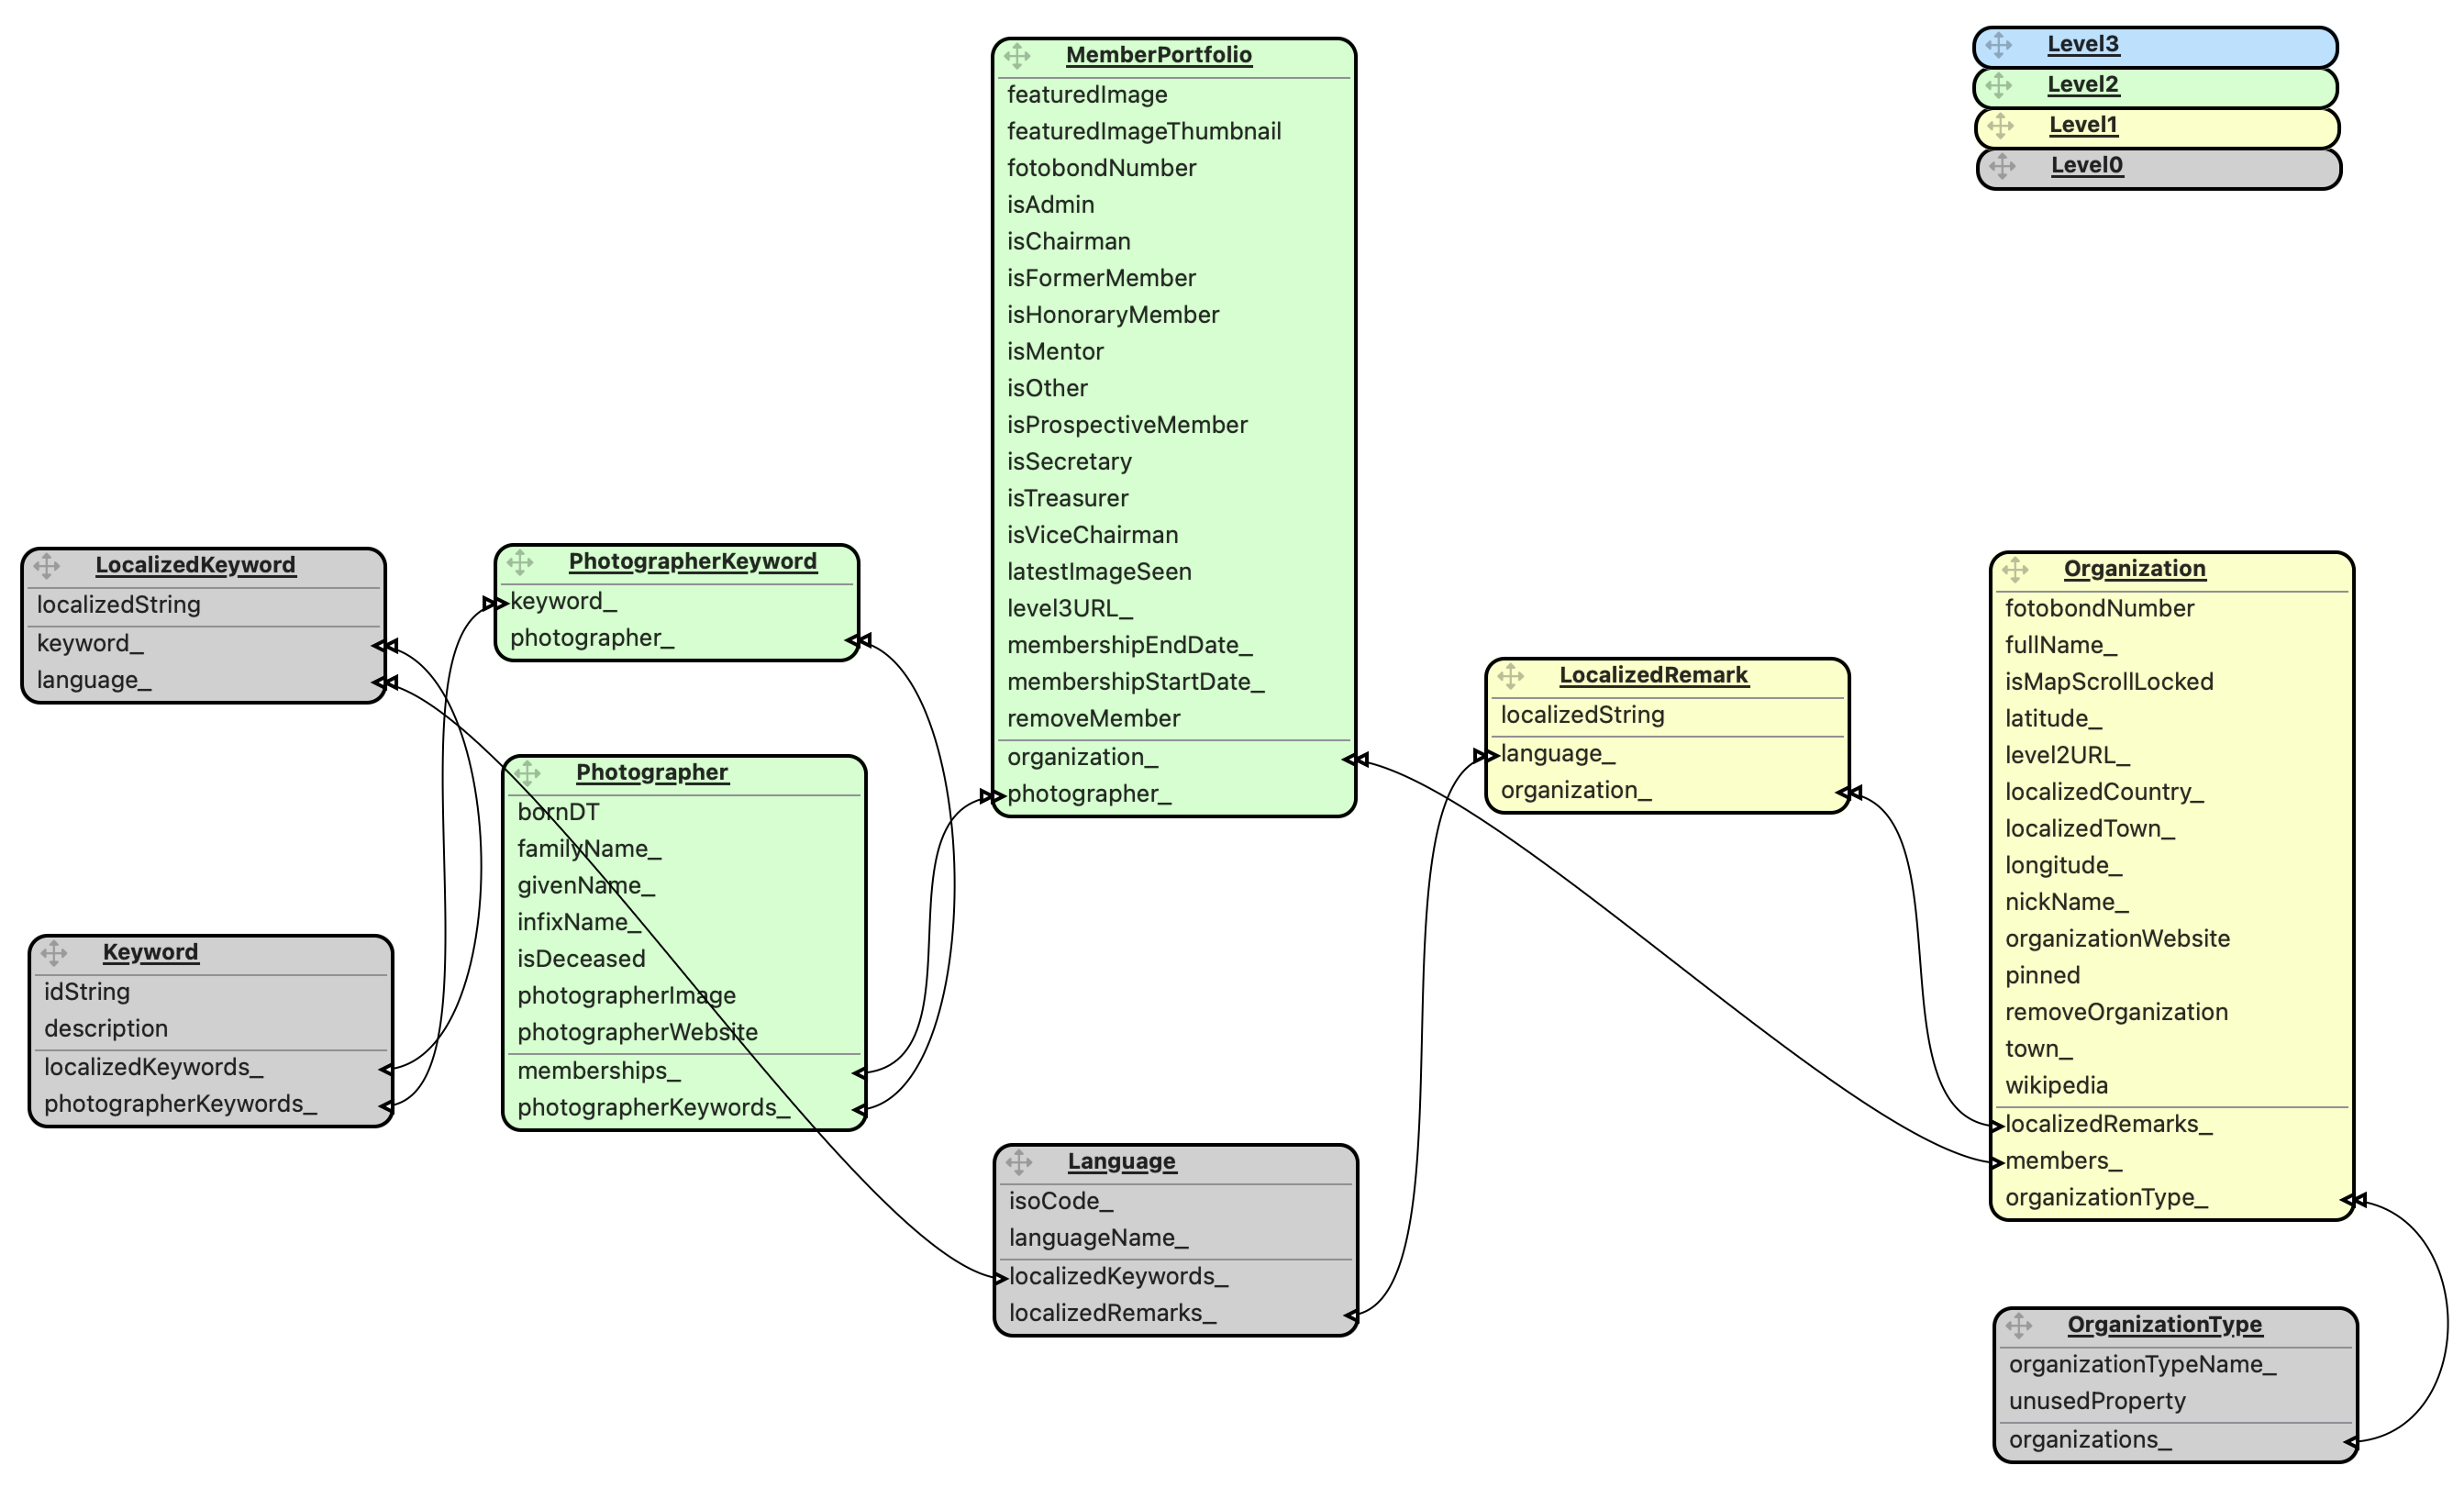 MemberPortfolio
featuredImage
featuredImageThumbnail
fotobondNumber
isAdmin
isChairman
isFormerMember
isHonoraryMember
isMentor
isOther
isProspectiveMember
isSecretary
isTreasurer
isViceChairman
latestImageSeen
level3URL_
membershipEndDate_
membershipStartDate_
removeMember
organization_
photographer_
Level3
Level2
Level1
Level0
LocalizedKeyword
localizedString
keyword_
language_
PhotographerKeyword
keyword_
photographer_
Keyword
idString
description
localizedKeywords_
photographerKeywords_
Photographer
bornDT
familyName_
givenName_
infixName_
isDeceased
photographerImage
photographerWebsite
memberships_
photographerKeywords_
Language
isoCode_
languageName_
localizedKeywords_
localizedRemarks_
LocalizedRemark
localizedString
language_
organization_
Organization
fotobondNumber
fullName_
isMapScrollLocked
latitude_
level2URL_
localizedCountry_
localizedTown_
longitude_
nickName_
organizationWebsite
pinned
removeOrganization
town_
wikipedia
localizedRemarks_
members_
organizationType_
OrganizationType
organizationTypeName_
unusedProperty
organizations_